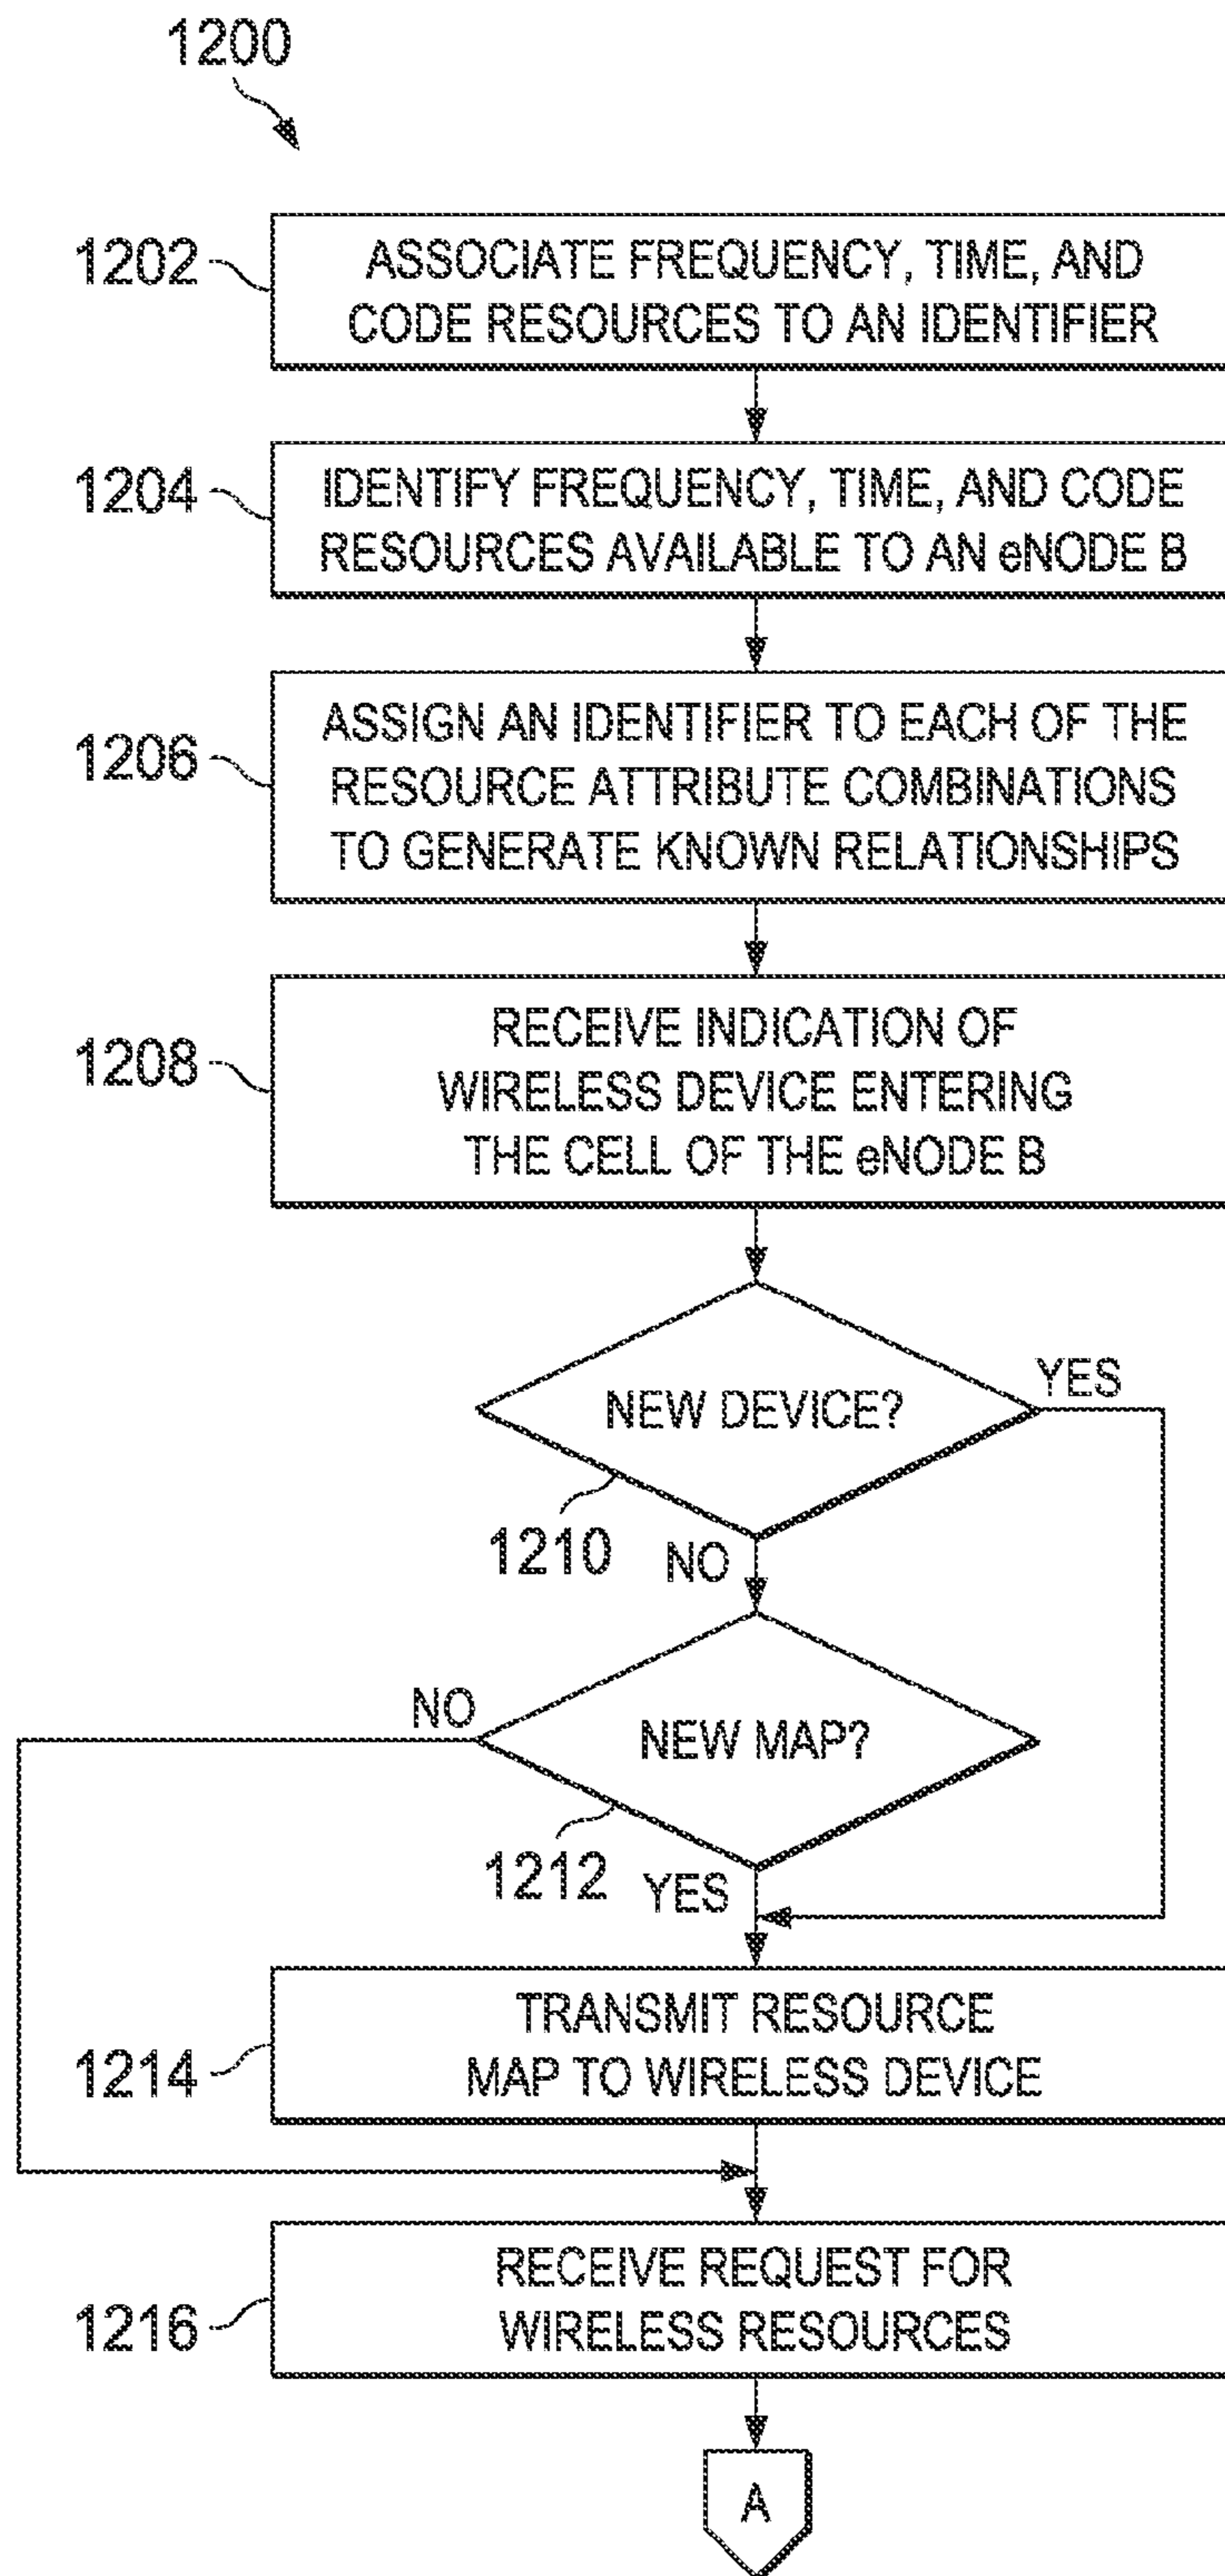 1200
1202
ASSOCIATE FREQUENCY, TIME, AND
CODE RESOURCES TO AN IDENTIFIER
1204
IDENTIFY FREQUENCY, TIME, AND CODE
RESOURCES AVAILABLE TO AN eNODE B
1206
ASSIGN AN IDENTIFIER TO EACH OF THE
RESOURCE ATTRIBUTE COMBINATIONS
TO GENERATE KNOWN RELATIONSHIPS
1208
RECEIVE INDICATION OF
WIRELESS DEVICE ENTERING
THE CELL OF THE eNODE B
NEW DEVICE?
YES
1210
NO
NO
NEW MAP?
1212
YES
1214
TRANSMIT RESOURCE
MAP TO WIRELESS DEVICE
1216
RECEIVE REQUEST FOR
WIRELESS RESOURCES
A